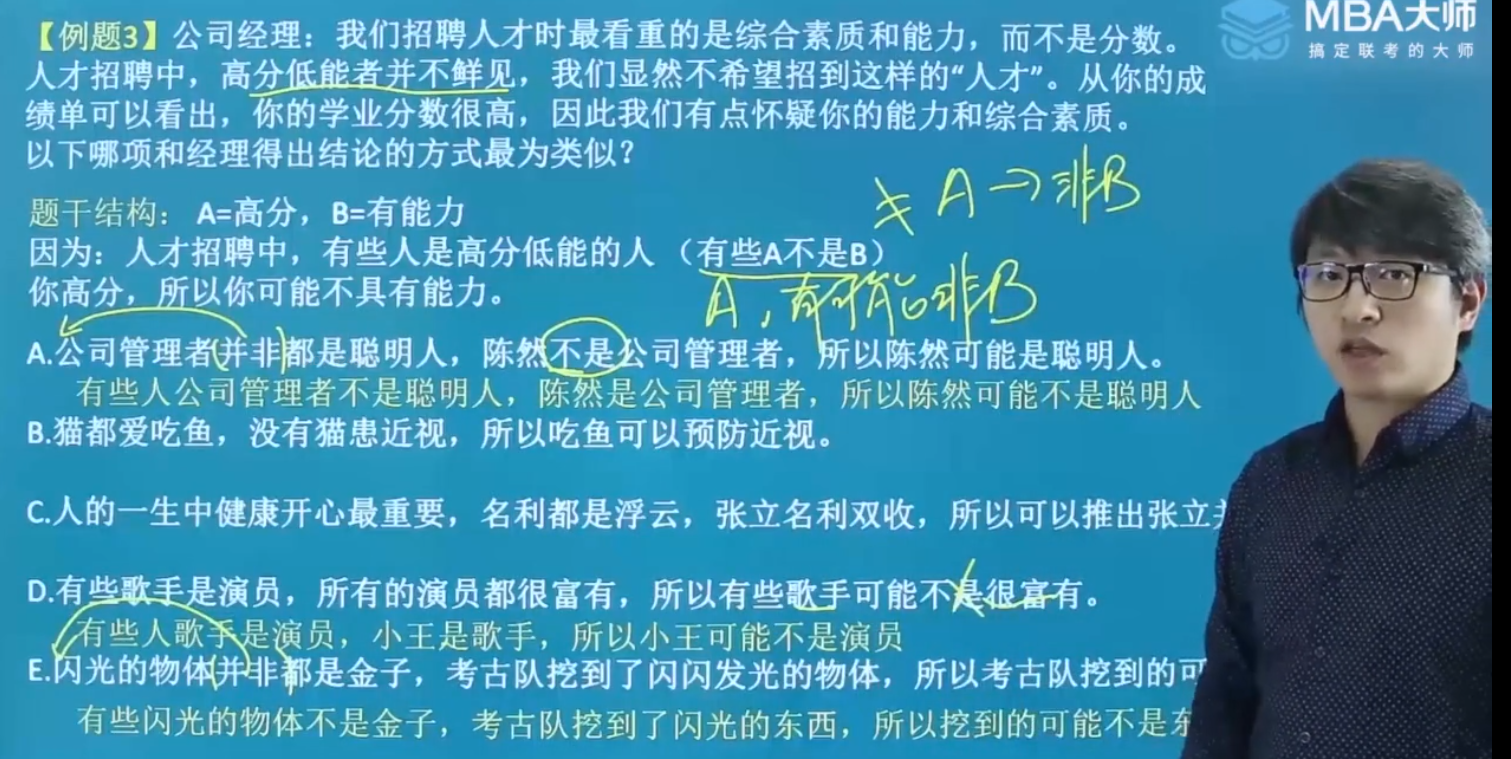 【例题3】公司经理：我们招聘人才时最看重的是综合素质和能力，而不是分数。
MBA大师
搞定联考的大师
人才招聘中，高分低能者并不鲜见，我们显然不希望招到这样的“人才”。从你的成
绩单可以看出，你的学业分数很高，因此我们有点怀疑你的能力和综合素质。
以下哪项和经理得出结论的方式最为类似？
题干结构： A=高分，B=有能力
A→非B
因为：人才招聘中，有些人是高分低能的人 （有些A不是B）
你高分，所以你可能不具有能力。
A，有可能非B
A.公司管理者并非都是聪明人，陈然不是公司管理者，所以陈然可能是聪明人。
有些人公司管理者不是聪明人，陈然是公司管理者，所以陈然可能不是聪明人
B.猫都爱吃鱼，没有猫患近视，所以吃鱼可以预防近视。
C.人的一生中健康开心最重要，名利都是浮云，张立名利双收，所以可以推出张立
D.有些歌手是演员，所有的演员都很富有，所以有些歌手可能不是很富有。
有些人歌手是演员，小王是歌手，所以小王可能不是演员
E.闪光的物体并非都是金子，考古队挖到了闪闪发光的物体，所以考古队挖到的可
有些闪光的物体不是金子，考古队挖到了闪光的东西，所以挖到的可能不是